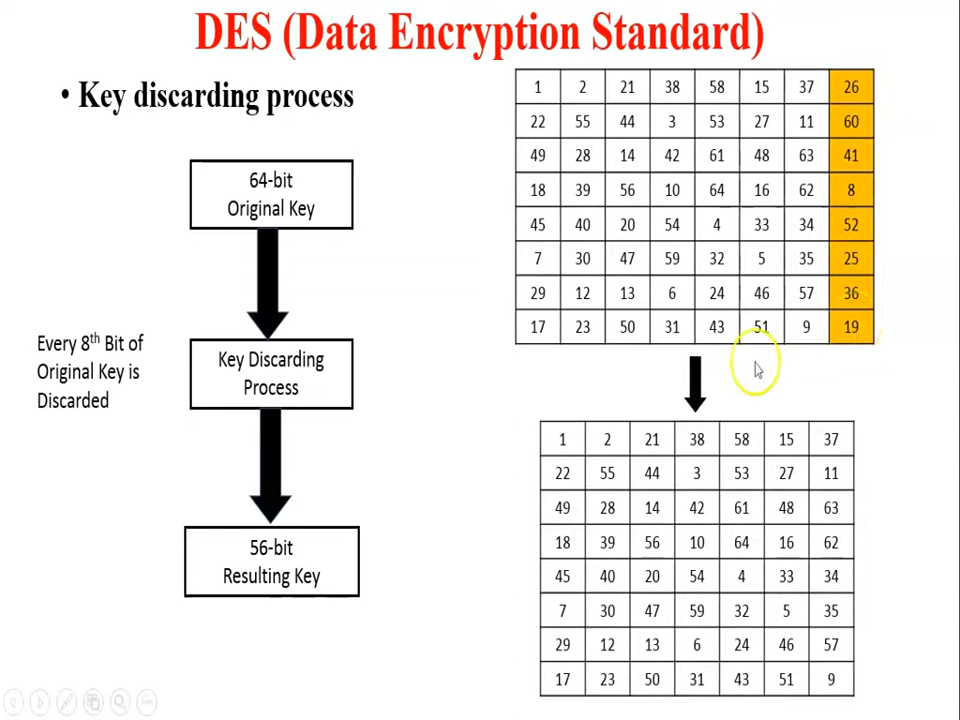 DES (Data Encryption Standard)
• Key discarding process
64-bit
Original Key
Every 8th Bit of
Original Key is
Discarded
Key Discarding
Process
56-bit
Resulting Key
1 2 21 38 58 15 37 26
22 55 44 3 53 27 11 60
49 28 14 42 61 48 63 41
18 39 56 10 64 16 62 8
45 40 20 54 4 33 34 52
7 30 47 59 32 5 35 25
29 12 13 6 24 46 57 36
17 23 50 31 43 51 9 19
1 2 21 38 58 15 37
22 55 44 3 53 27 11
49 28 14 42 61 48 63
18 39 56 10 64 16 62
45 40 20 54 4 33 34
7 30 47 59 32 5 35
29 12 13 6 24 46 57
17 23 50 31 43 51 9